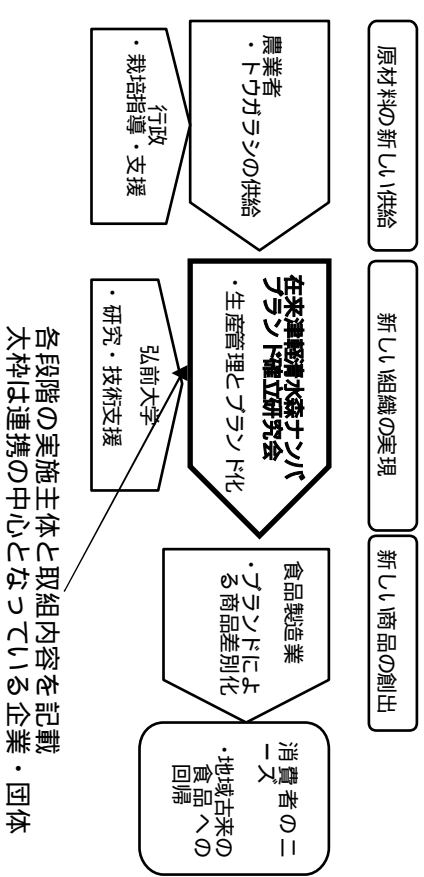 原材料の新しい供給
新しい組織の実現
新しい商品の創出
農業者
・トウガラシの供給
在来津軽清水森ナンバ
ブランド確立研究会
・生産管理とブランド化
食品製造業
・ブランドによ
る商品差別化
消費者のニ
ーズ
・地域古来の
食品への
回帰
行政
・栽培指導・支援
弘前大学
・研究・技術支援
各段階の実施主体と取組内容を記載
太枠は連携の中心となっている企業・団体